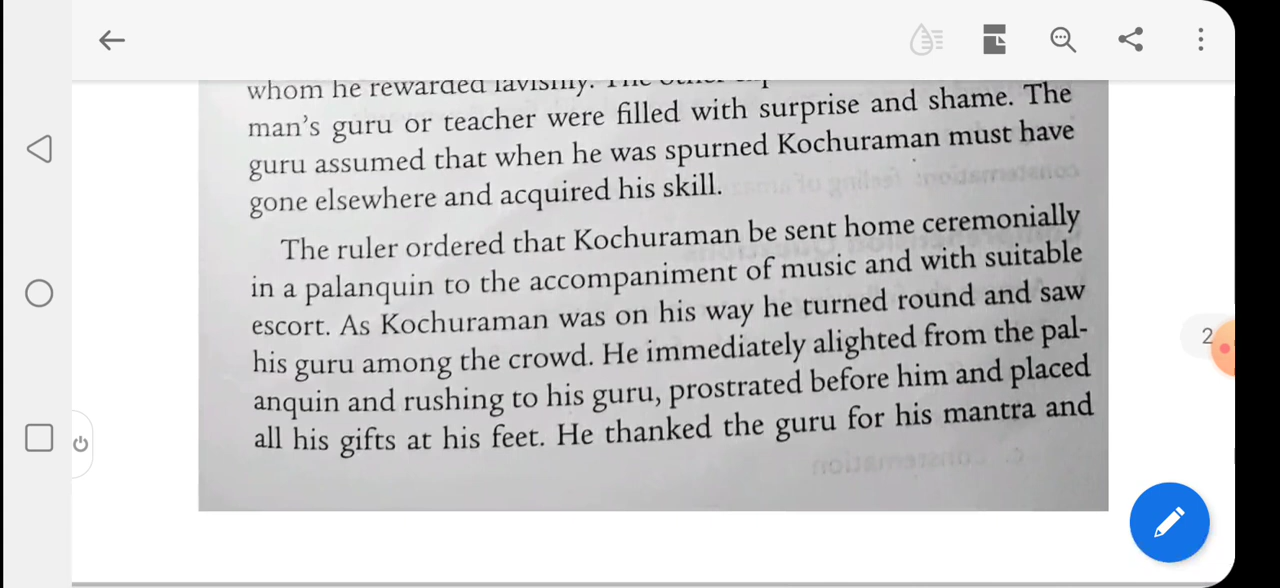 whom he rewarded lavishly. The other
man's guru or teacher were filled with surprise and shame. The
guru assumed that when he was spurned Kochuraman must have
gone elsewhere and acquired his skill.
The ruler ordered that Kochuraman be sent home ceremonially
in a palanquin to the accompaniment of music and with suitable
escort. As Kochuraman was on his way he turned round and saw
his guru among the crowd. He immediately alighted from the pal-
anquin and rushing to his guru, prostrated before him and placed
all his gifts at his feet. He thanked the guru for his mantra and
2